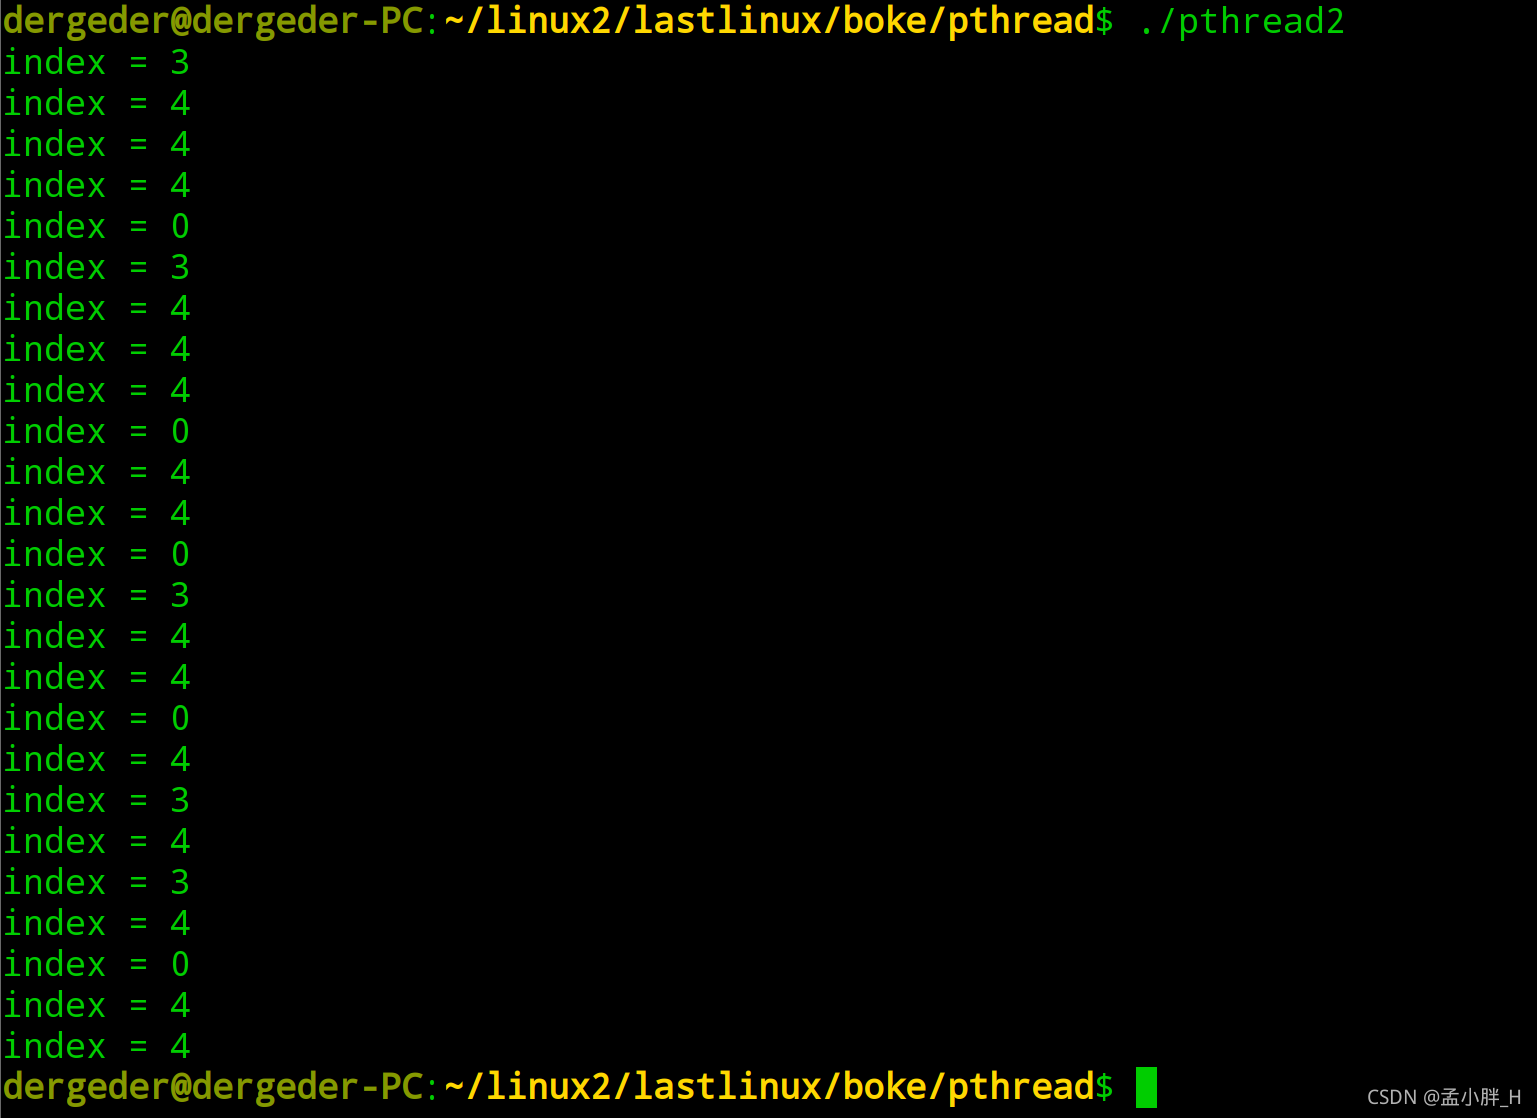 dergeder@dergeder-PC:~/linux2/lastlinux/boke/pthread$ ./pthread2
index = 3
index = 4
index = 4
index = 4
index = 0
index = 3
index = 4
index = 4
index = 4
index = 0
index = 4
index = 4
index = 0
index = 3
index = 4
index = 4
index = 0
index = 4
index = 3
index = 4
index = 3
index = 4
index = 0
index = 4
index = 4
dergeder@dergeder-PC:~/linux2/lastlinux/boke/pthread$
CSDN @孟小胖_H